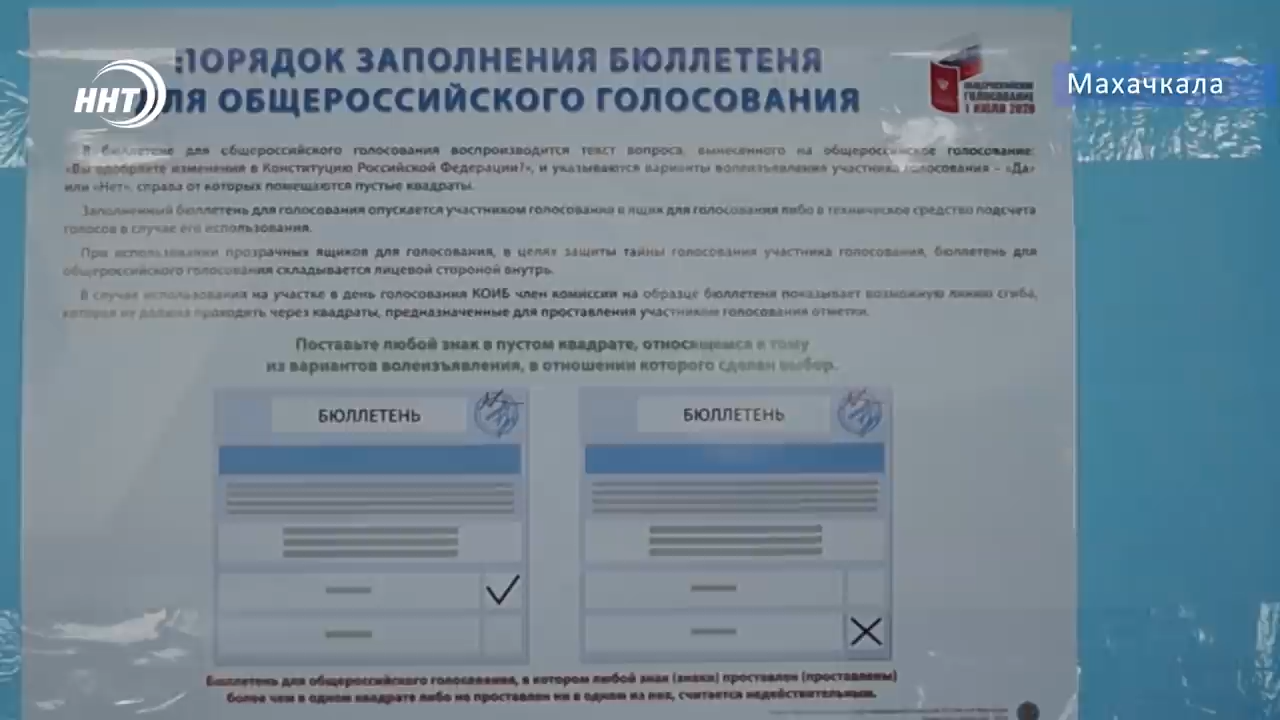 ПОРЯДОК ЗАПОЛНЕНИЯ БЮЛЛЕТЕНЯ
ДЛЯ ОБЩЕРОССИЙСКОГО ГОЛОСОВАНИЯ
ННТ
ОБЩЕРОССИЙСКОЕ
ГОЛОСОВАНИЕ
1 ИЮЛЯ 2020
Махачкала
В бюллетене для общероссийского голосования воспроизводится текст вопроса, вынесенного на общероссийское голосование:
«Вы одобряете изменения в Конституцию Российской Федерации?», и указываются варианты волеизъявления участника голосования – «Да»
или «Нет», справа от которых помещаются пустые квадраты.
Заполненный бюллетень для голосования опускается участником голосования в ящик для голосования либо в техническое средство подсчета
голосов в случае его использования.
При использовании прозрачных ящиков для голосования, в целях защиты тайны голосования участника голосования, бюллетень для
общероссийского голосования складывается лицевой стороной внутрь.
В случае использования на участке в день голосования КОИБ член комиссии на образце бюллетеня показывает возможную линию сгиба,
которая не должна проходить через квадраты, предназначенные для проставления участником голосования отметки.
Поставьте любой знак в пустом квадрате, относящемся к тому
из вариантов волеизъявления, в отношении которого сделан выбор.
БЮЛЛЕТЕНЬ
БЮЛЛЕТЕНЬ
Бюллетень для общероссийского голосования, в котором любой знак (знаки) проставлен (проставлены)
более чем в одном квадрате либо не проставлен ни в одном из них, считается недействительным.